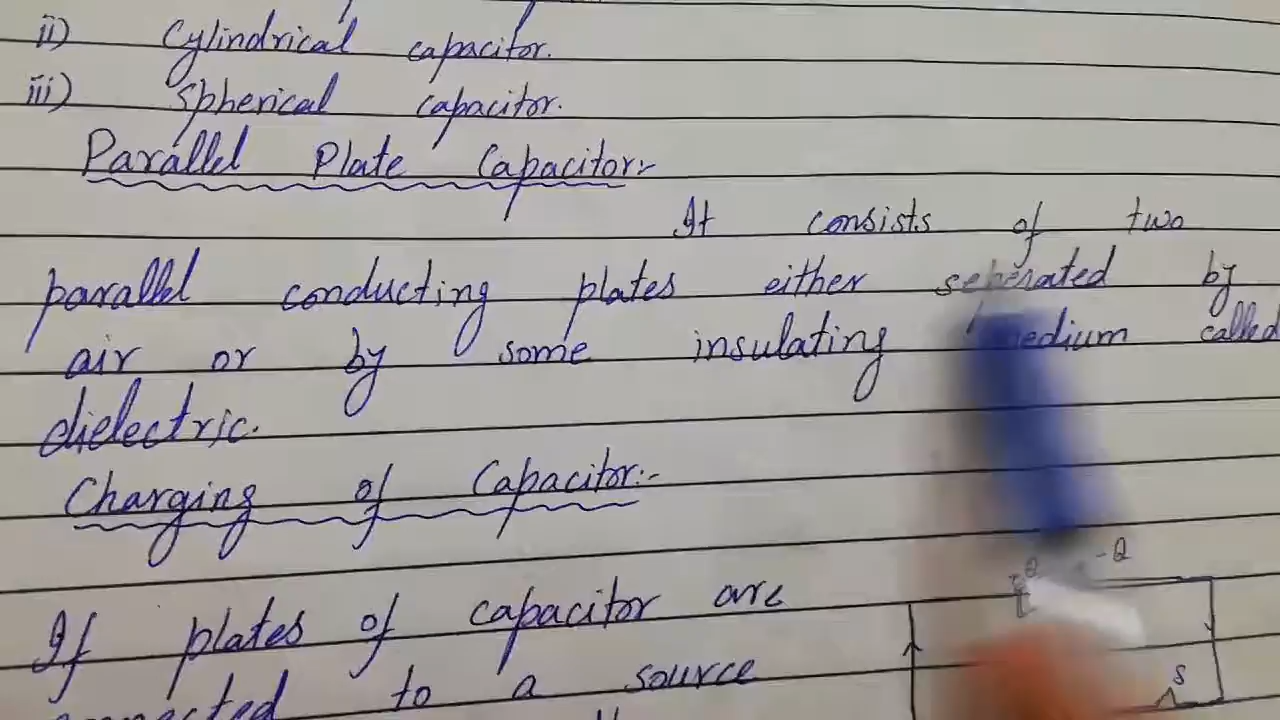 ii) Cylindrical capacitor.
iii) Spherical capacitor.
Parallel Plate Capacitor:-
It consists of two
parallel conducting plates either seperated by
air or by some insulating medium called
dielectric.
Charging of Capacitor:-
If plates of capacitor are
-Q
to a source
S